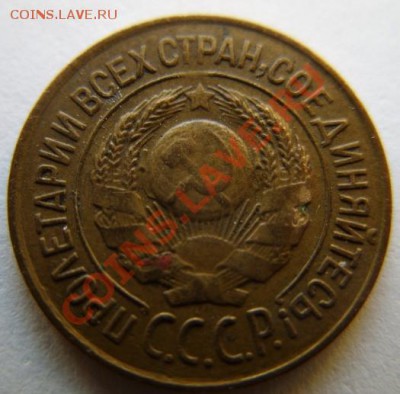 COINS.LAVE.RU
ПРОЛЕТАРИИ ВСЕХ СТРАН, СОЕДИНЯЙТЕСЬ!
С.С.С.Р.
COINS.LAVE.RU